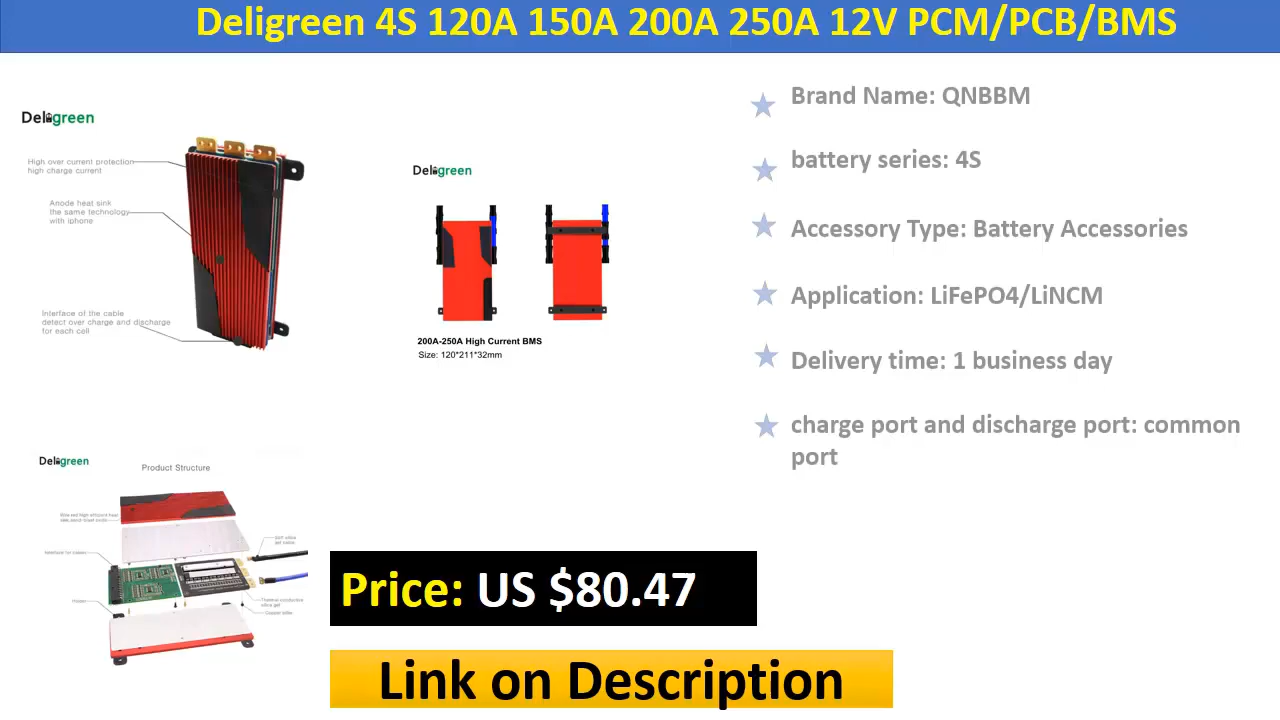 Deligreen 4S 120A 150A 200A 250A 12V PCM/PCB/BMS
Deligreen
High over current protection
high charge current
Anode heat sink
the same technology
with iphone
Interface of the cable
detect over charge and discharge
for each cell
Deligreen
200A-250A High Current BMS
Size: 120*211*32mm
Brand Name: QNBBM
battery series: 4S
Accessory Type: Battery Accessories
Application: LiFePO4/LiNCM
Delivery time: 1 business day
charge port and discharge port: common
port
Deligreen
Product Structure
Thermal conductive
silica gel
Price: US $80.47
Link on Description